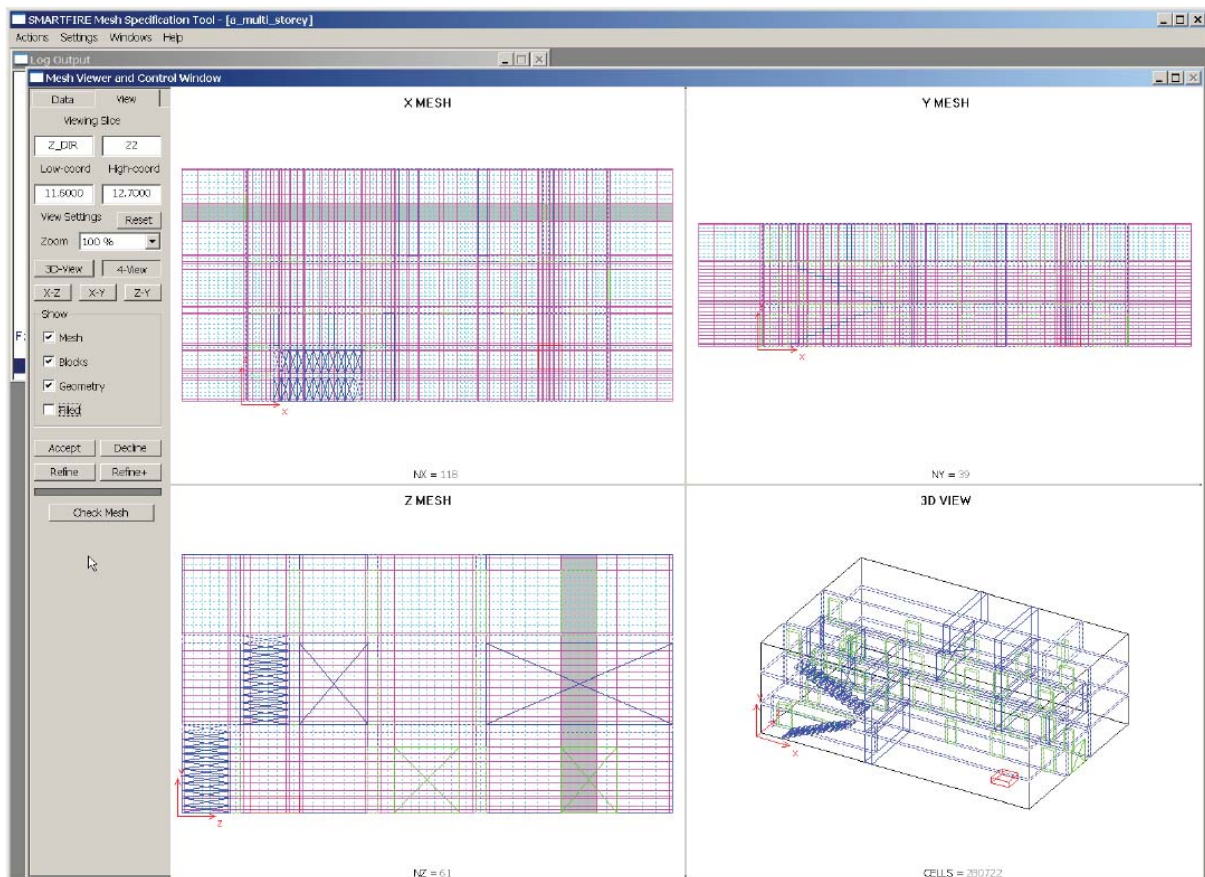 SMARTFIRE Mesh Specification Tool - [a_multi_storey]
Actions Settings Windows Help
Log Output
Mesh Viewer and Control Window
Data View
Viewing Slice
Z_DIR 22
Low-coord High-coord
11.6000 12.7000
View Settings Reset
Zoom 100 %
3D-View 4-View
X-Z X-Y Z-Y
Show
Mesh
Blocks
Geometry
Filled
Accept Decline
Refine Refine+
Check Mesh
F:
X MESH
X
NX = 118
Y MESH
X
NY = 39
Z MESH
Y
Z
NZ = 61
3D VIEW
Y
X
CELLS = 280722